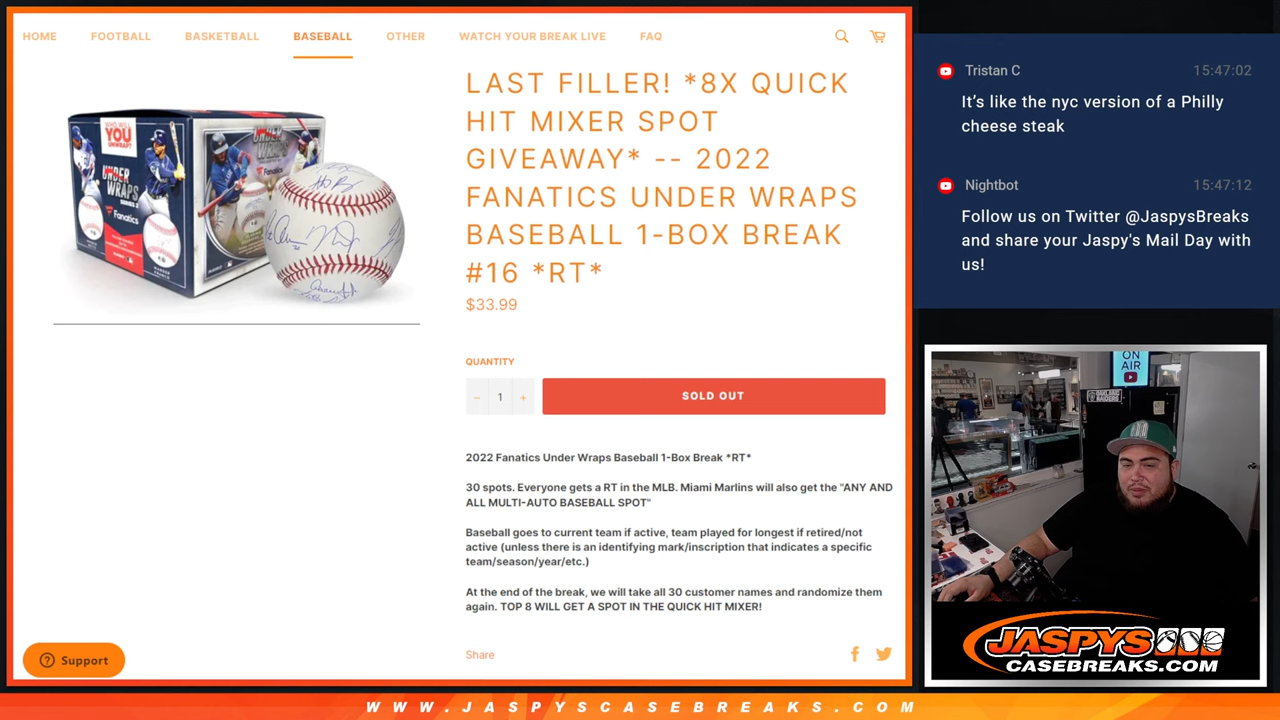 HOME FOOTBALL BASKETBALL BASEBALL OTHER WATCH YOUR BREAK LIVE FAQ
LAST FILLER! *8X QUICK
HIT MIXER SPOT
GIVEAWAY* -- 2022
FANATICS UNDER WRAPS
BASEBALL 1-BOX BREAK
#16 *RT*
$33.99
QUANTITY
− 1 +
SOLD OUT
2022 Fanatics Under Wraps Baseball 1-Box Break *RT*
30 spots. Everyone gets a RT in the MLB. Miami Marlins will also get the "ANY AND
ALL MULTI-AUTO BASEBALL SPOT"
Baseball goes to current team if active, team played for longest if retired/not
active (unless there is an identifying mark/inscription that indicates a specific
team/season/year/etc.)
At the end of the break, we will take all 30 customer names and randomize them
again. TOP 8 WILL GET A SPOT IN THE QUICK HIT MIXER!
Share
Support
WHO WILL
YOU
UNWRAP?
UNDER
WRAPS
Fanatics
Tristan C 15:47:02
It's like the nyc version of a Philly
cheese steak
Nightbot 15:47:12
Follow us on Twitter @JaspysBreaks
and share your Jaspy's Mail Day with
us!
ON
AIR
JASPYS
CASEBREAKS.COM
WWW.JASPYSCASEBREAKS.COM